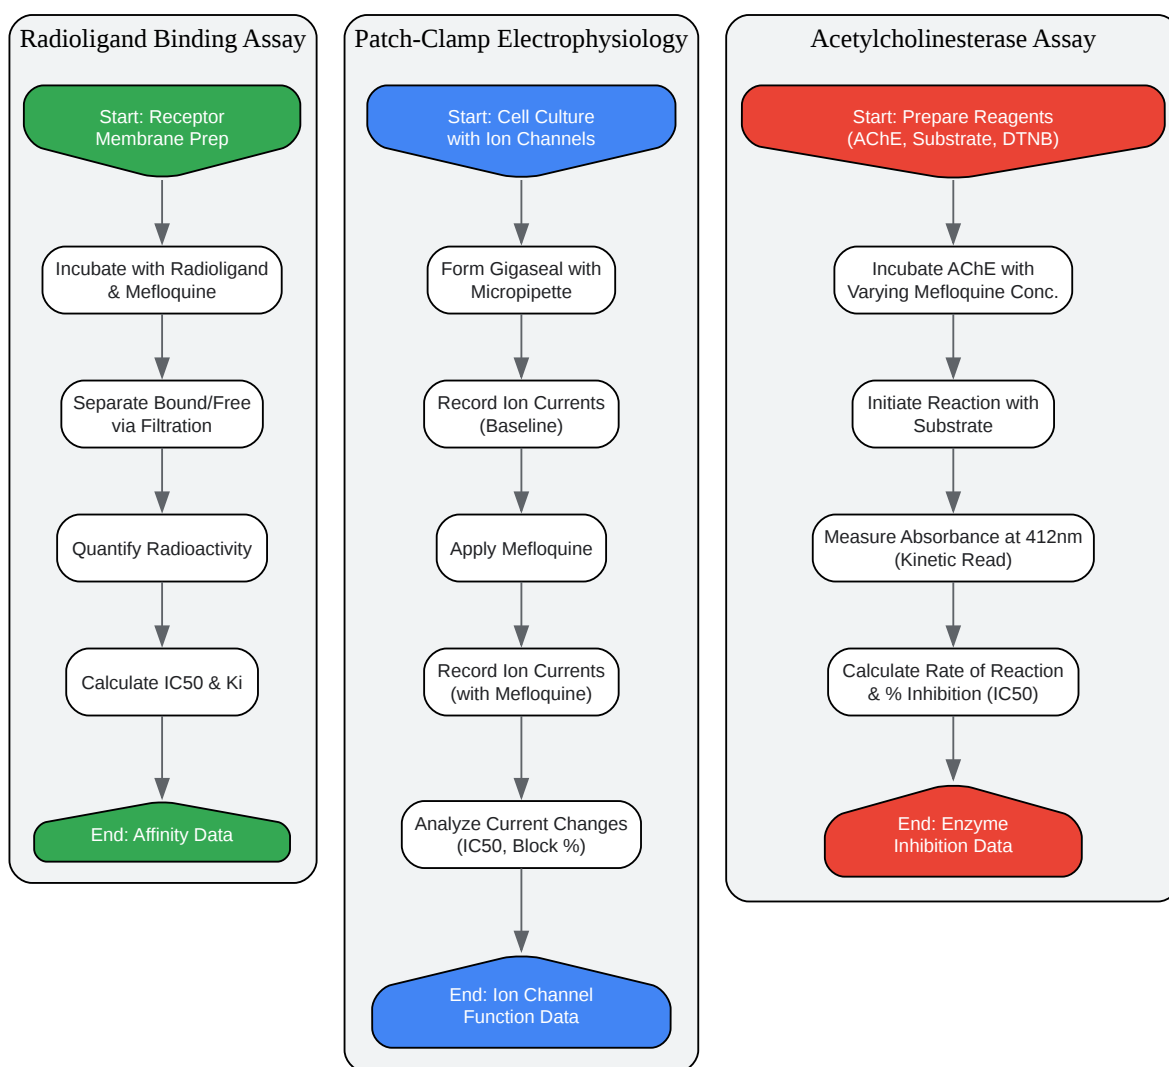 Radioligand Binding Assay
Start: Receptor
Membrane Prep
Incubate with Radioligand
& Mefloquine
Separate Bound/Free
via Filtration
Quantify Radioactivity
Calculate IC50 & Ki
End: Affinity Data
Patch-Clamp Electrophysiology
Start: Cell Culture
with Ion Channels
Form Gigaseal with
Micropipette
Record Ion Currents
(Baseline)
Apply Mefloquine
Record Ion Currents
(with Mefloquine)
Analyze Current Changes
(IC50, Block %)
End: Ion Channel
Function Data
Acetylcholinesterase Assay
Start: Prepare Reagents
(AChE, Substrate, DTNB)
Incubate AChE with
Varying Mefloquine Conc.
Initiate Reaction with
Substrate
Measure Absorbance at 412nm
(Kinetic Read)
Calculate Rate of Reaction
& % Inhibition (IC50)
End: Enzyme
Inhibition Data